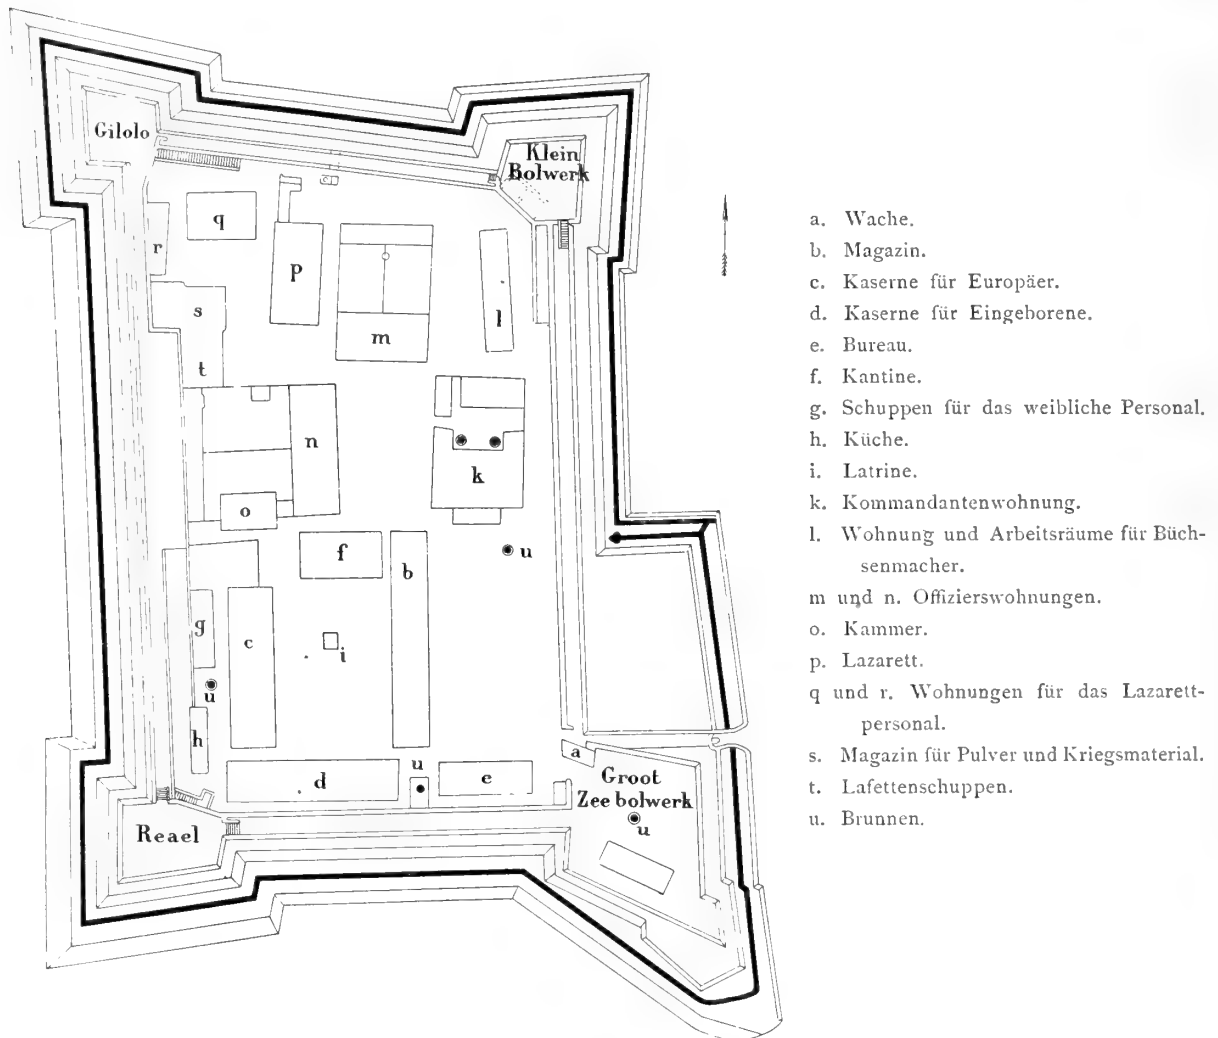 Gilolo
Klein
Bolwerk
q
r
p
s
l
m
t
n
k
o
u
f
b
g
c
i
u
h
a
u
d
e
Groot
Zee bolwerk
u
Reael
a. Wache.
b. Magazin.
c. Kaserne für Europäer.
d. Kaserne für Eingeborene.
e. Bureau.
f. Kantine.
g. Schuppen für das weibliche Personal.
h. Küche.
i. Latrine.
k. Kommandantenwohnung.
l. Wohnung und Arbeitsräume für Büch-
senmacher.
m und n. Offizierswohnungen.
o. Kammer.
p. Lazarett.
q und r. Wohnungen für das Lazarett-
personal.
s. Magazin für Pulver und Kriegsmaterial.
t. Lafettenschuppen.
u. Brunnen.